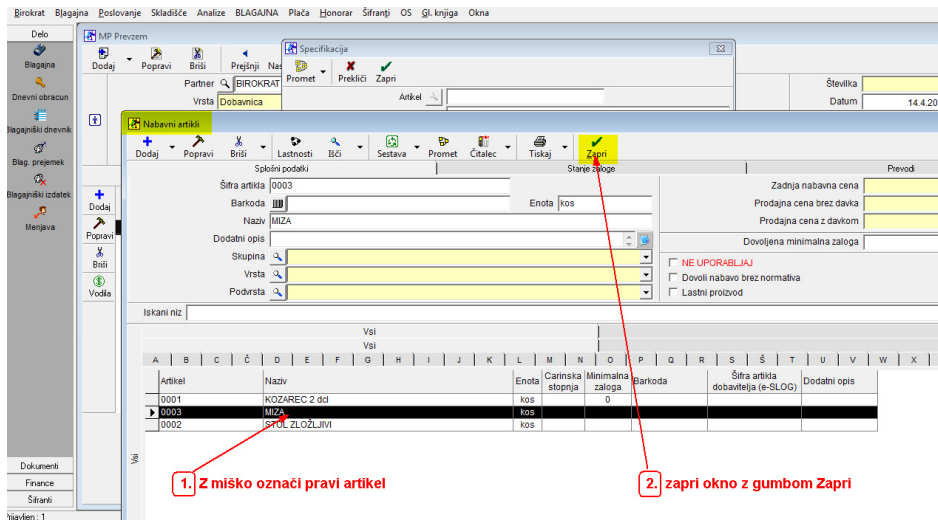 Birokrat Blagajna Poslovanje Skladišče Analize BLAGAJNA Plača Honorar Šifranti OS Gl. knjiga Okna
Delo
Blagajna
Dnevni obracun
Blagajniški dnevnik
Blag. prejemek
Blagajniški izdatek
Menjava
Dokumenti
Finance
Šifranti
Prijavljen : 1
MP Prevzem
Dodaj Popravi Briši Prejšnji
Partner BIROKRAT
Vrsta Dobavnica
Številka
Datum 14.4.20
Dodaj
Popravi
Briši
Vodila
Specifikacija
Promet Prekliči Zapri
Artikel
Nabavni artikli
Dodaj Popravi Briši Lastnosti Išči Sestava Promet Čitalec Tiskaj Zapri
Splošni podatki Stanje zaloge Prevodi
Šifra artikla 0003
Barkoda Enota kos
Naziv MIZA
Dodatni opis
Skupina
Vrsta
Podvrsta
Zadnja nabavna cena
Prodajna cena brez davka
Prodajna cena z davkom
Dovoljena minimalna zaloga
NE UPORABLJAJ
Dovoli nabavo brez normativa
Lastni proizvod
Iskani niz
Vsi
Vsi
A B C Č D E F G H I J K L M N O P Q R S Š T U V W X
Vsi
Artikel Naziv Enota Carinska stopnja Minimalna zaloga Barkoda Šifra artikla dobavitelja (e-SLOG) Dodatni opis
0001 KOZAREC 2 dcl kos 0
0003 MIZA kos
0002 STOL ZLOŽLJIVI kos
1. Z miško označi pravi artikel
2. zapri okno z gumbom Zapri